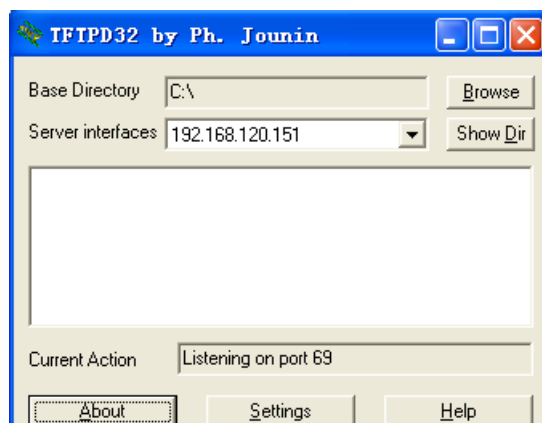 TFTPD32 by Ph. Jounin
Base Directory C:\ Browse
Server interfaces 192.168.120.151 Show Dir
Current Action Listening on port 69
About Settings Help